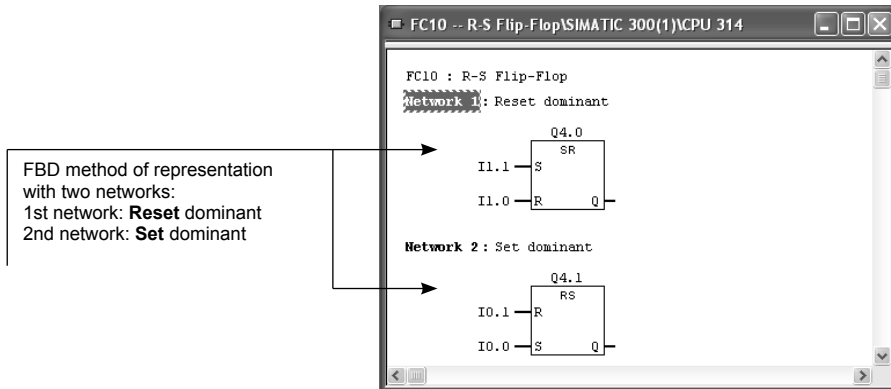 FC10 -- R-S Flip-Flop\SIMATIC 300(1)\CPU 314
FC10 : R-S Flip-Flop
Network 1: Reset dominant
Q4.0
SR
I1.1
S
I1.0
R
Q
FBD method of representation
with two networks:
1st network: Reset dominant
2nd network: Set dominant
Network 2 : Set dominant
Q4.1
RS
I0.1
R
I0.0
S
Q